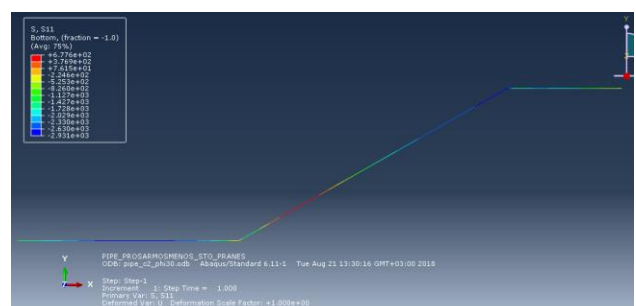 S, S11
Bottom, (fraction = -1.0)
(Avg: 75%)
+6.776e+02
+3.769e+02
+7.615e+01
-2.246e+02
-5.253e+02
-8.260e+02
-1.127e+03
-1.427e+03
-1.728e+03
-2.029e+03
-2.330e+03
-2.630e+03
-2.931e+03
Y
X
PIPE_PROSARMOSMENOS_STO_PRANES
ODB: pipe_c2_phi30.odb Abaqus/Standard 6.11-1 Tue Aug 21 13:30:16 GMT+03:00 2018
Step: Step-1
Increment 1: Step Time = 1.000
Primary Var: S, S11
Deformed Var: U Deformation Scale Factor: +1.000e+00